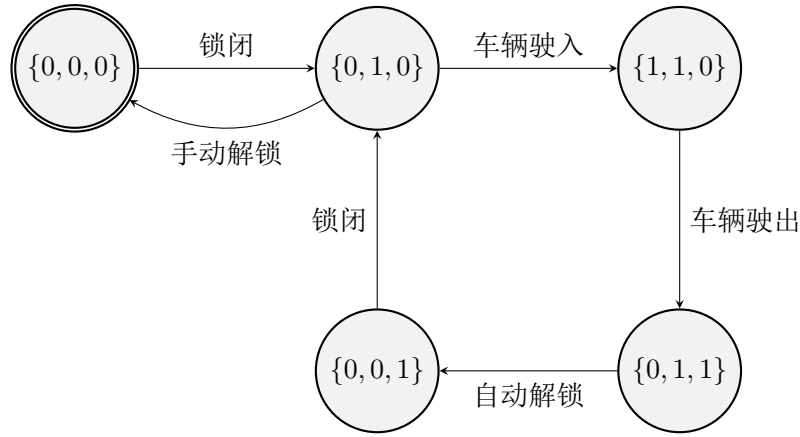 锁闭
车辆驶入
{0, 0, 0}
{0, 1, 0}
{1, 1, 0}
手动解锁
锁闭
车辆驶出
{0, 0, 1}
{0, 1, 1}
自动解锁